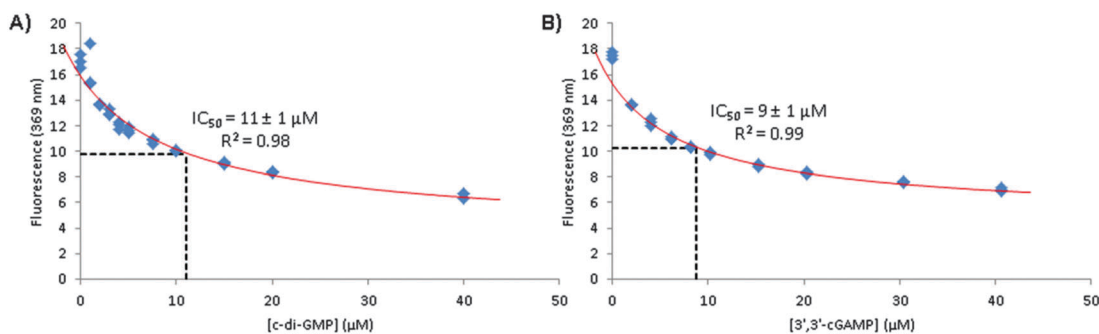 A)
Fluorescence (369 nm)
20
18
16
14
12
10
8
6
4
2
0
IC50 = 11 ± 1 μM
R² = 0.98
0 10 20 30 40 50
[c-di-GMP] (μM)
B)
Fluorescence (369 nm)
20
18
16
14
12
10
8
6
4
2
0
IC50 = 9 ± 1 μM
R² = 0.99
0 10 20 30 40 50
[3',3'-cGAMP] (μM)